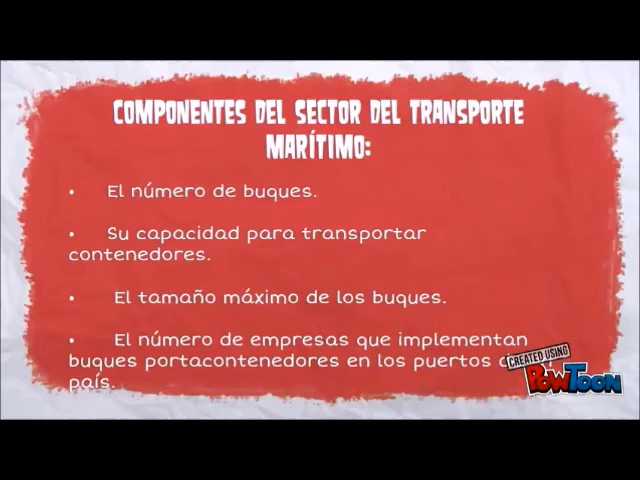 COMPONENTES DEL SECTOR DEL TRANSPORTE
MARÍTIMO:
• El número de buques.
• Su capacidad para transportar
contenedores.
• El tamaño máximo de los buques.
• El número de empresas que implementan
buques portacontenedores en los puertos
país.
CREATED USING
POWTOON